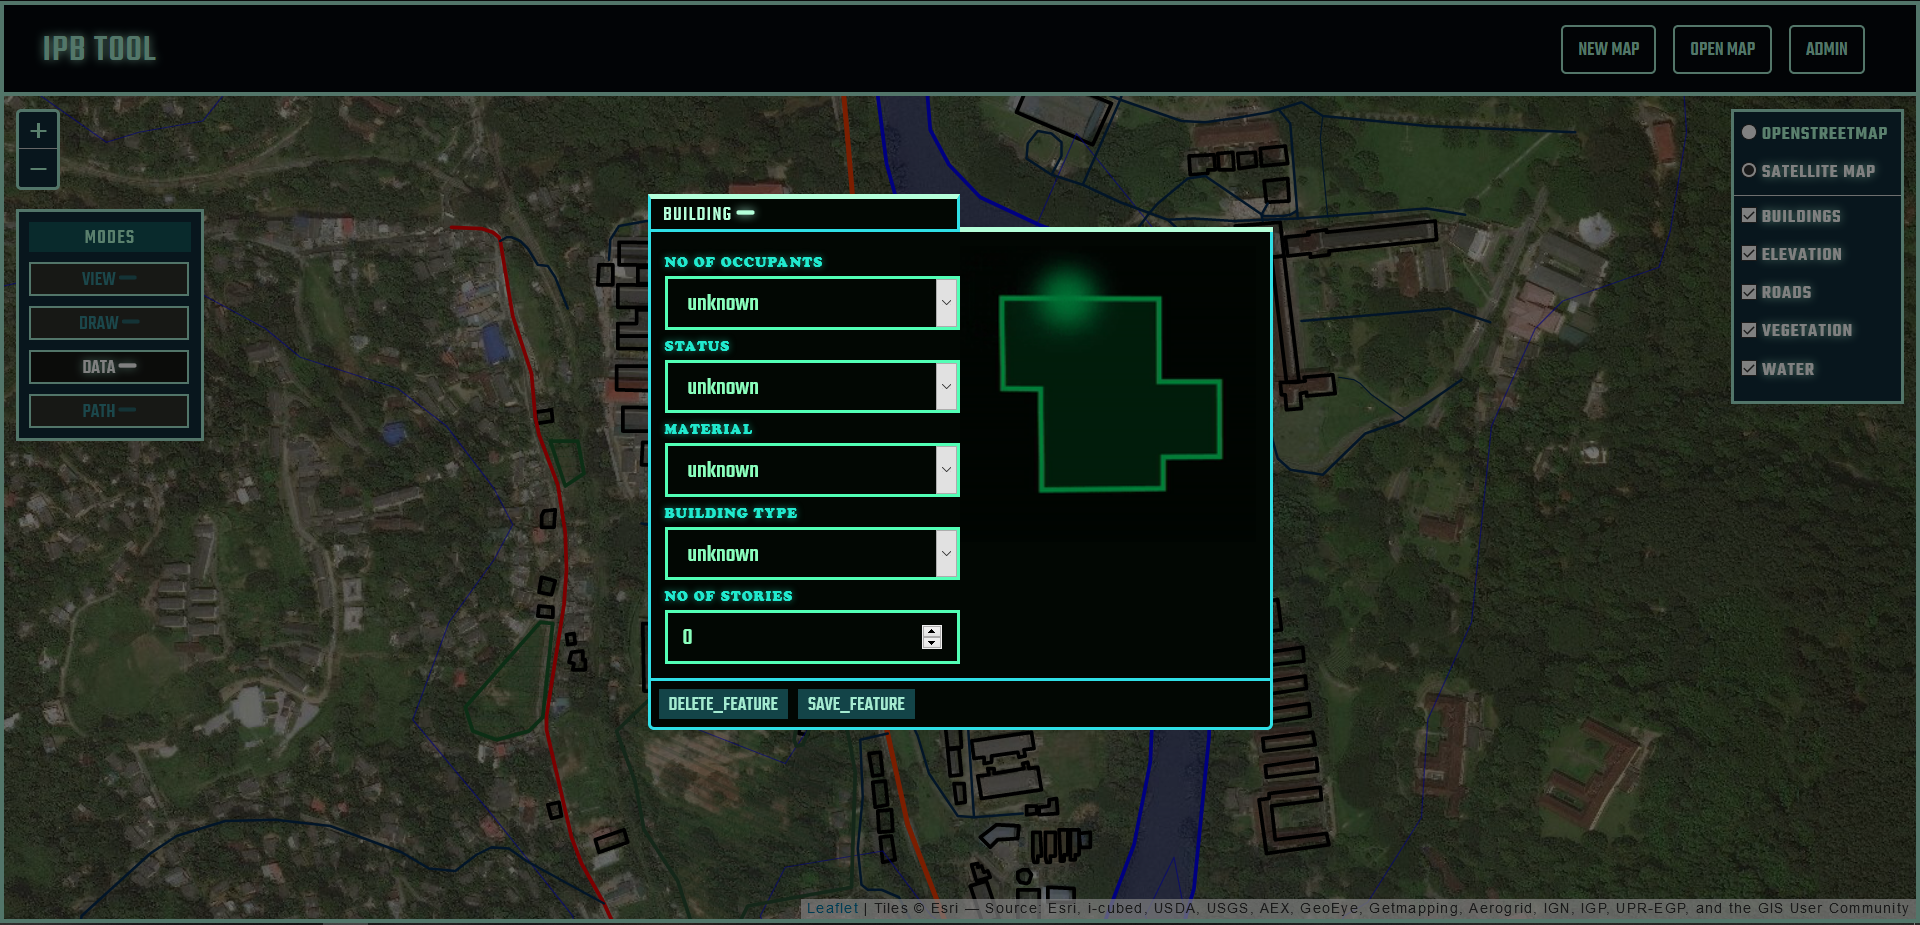 IPB TOOL
NEW MAP
OPEN MAP
ADMIN
+
−
MODES
VIEW
DRAW
DATA
PATH
BUILDING
NO OF OCCUPANTS
unknown
STATUS
unknown
MATERIAL
unknown
BUILDING TYPE
unknown
NO OF STORIES
0
DELETE_FEATURE
SAVE_FEATURE
OPENSTREETMAP
SATELLITE MAP
BUILDINGS
ELEVATION
ROADS
VEGETATION
WATER
Leaflet | Tiles © Esri — Source: Esri, i-cubed, USDA, USGS, AEX, GeoEye, Getmapping, Aerogrid, IGN, IGP, UPR-EGP, and the GIS User Community